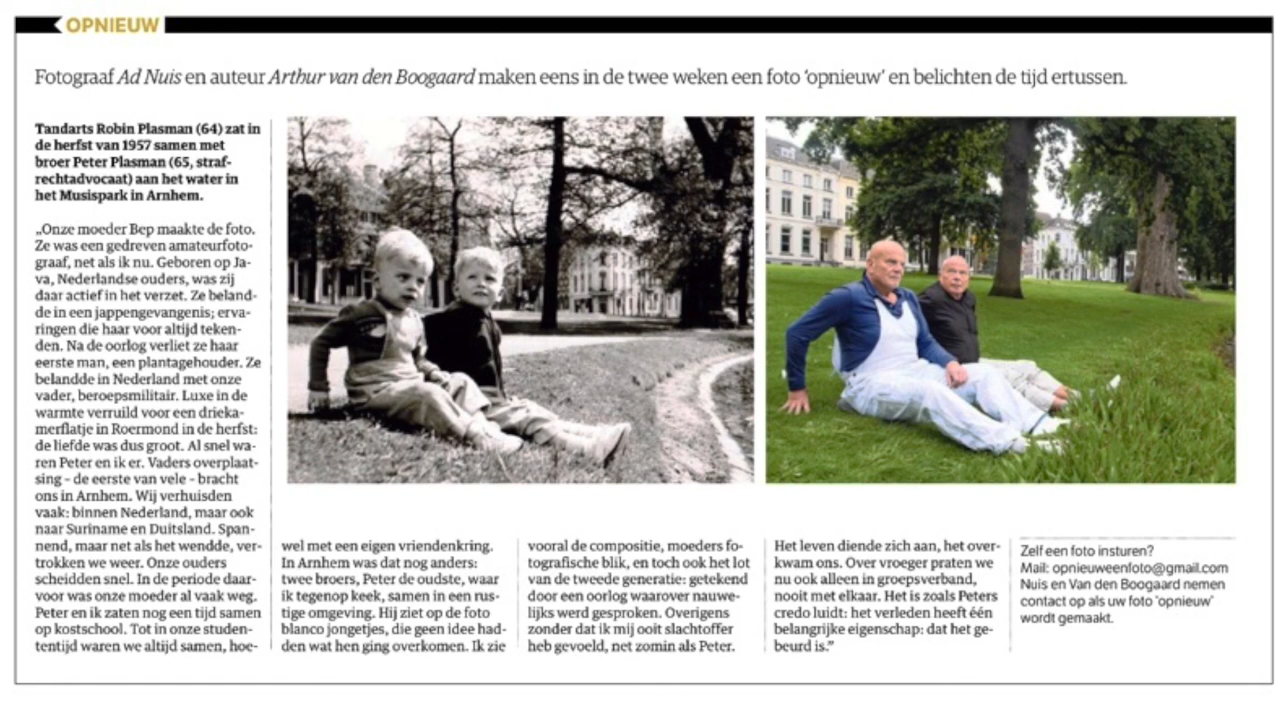 OPNIEUW
Fotograaf Ad Nuis en auteur Arthur van den Boogaard maken eens in de twee weken een foto ‘opnieuw’ en belichten de tijd ertussen.
Tandarts Robin Plasman (64) zat in
de herfst van 1957 samen met
broer Peter Plasman (65, straf-
rechtadvocaat) aan het water in
het Musispark in Arnhem.
„Onze moeder Bep maakte de foto.
Ze was een gedreven amateurfoto-
graaf, net als ik nu. Geboren op Ja-
va, Nederlandse ouders, was zij
daar actief in het verzet. Ze beland-
de in een jappengevangenis; erva-
ringen die haar voor altijd teken-
den. Na de oorlog verliet ze haar
eerste man, een plantagehouder. Ze
belandde in Nederland met onze
vader, beroepsmilitair. Luxe in de
warmte verruild voor een drieka-
merflatje in Roermond in de herfst:
de liefde was dus groot. Al snel wa-
ren Peter en ik er. Vaders overplaat-
sing – de eerste van vele – bracht
ons in Arnhem. Wij verhuisden
vaak: binnen Nederland, maar ook
naar Suriname en Duitsland. Span-
nend, maar net als het wendde, ver-
trokken we weer. Onze ouders
scheidden snel. In de periode daar-
voor was onze moeder al vaak weg.
Peter en ik zaten nog een tijd samen
op kostschool. Tot in onze studen-
tentijd waren we altijd samen, hoe-
wel met een eigen vriendenkring.
In Arnhem was dat nog anders:
twee broers, Peter de oudste, waar
ik tegenop keek, samen in een rus-
tige omgeving. Hij ziet op de foto
blanco jongetjes, die geen idee had-
den wat hen ging overkomen. Ik zie
vooral de compositie, moeders fo-
tografische blik, en toch ook het lot
van de tweede generatie: getekend
door een oorlog waarover nauwe-
lijks werd gesproken. Overigens
zonder dat ik mij ooit slachtoffer
heb gevoeld, net zomin als Peter.
Het leven diende zich aan, het over-
kwam ons. Over vroeger praten we
nu ook alleen in groepsverband,
nooit met elkaar. Het is zoals Peters
credo luidt: het verleden heeft één
belangrijke eigenschap: dat het ge-
beurd is.”
Zelf een foto insturen?
Mail: opnieuweenfoto@gmail.com
Nuis en Van den Boogaard nemen
contact op als uw foto ‘opnieuw’
wordt gemaakt.